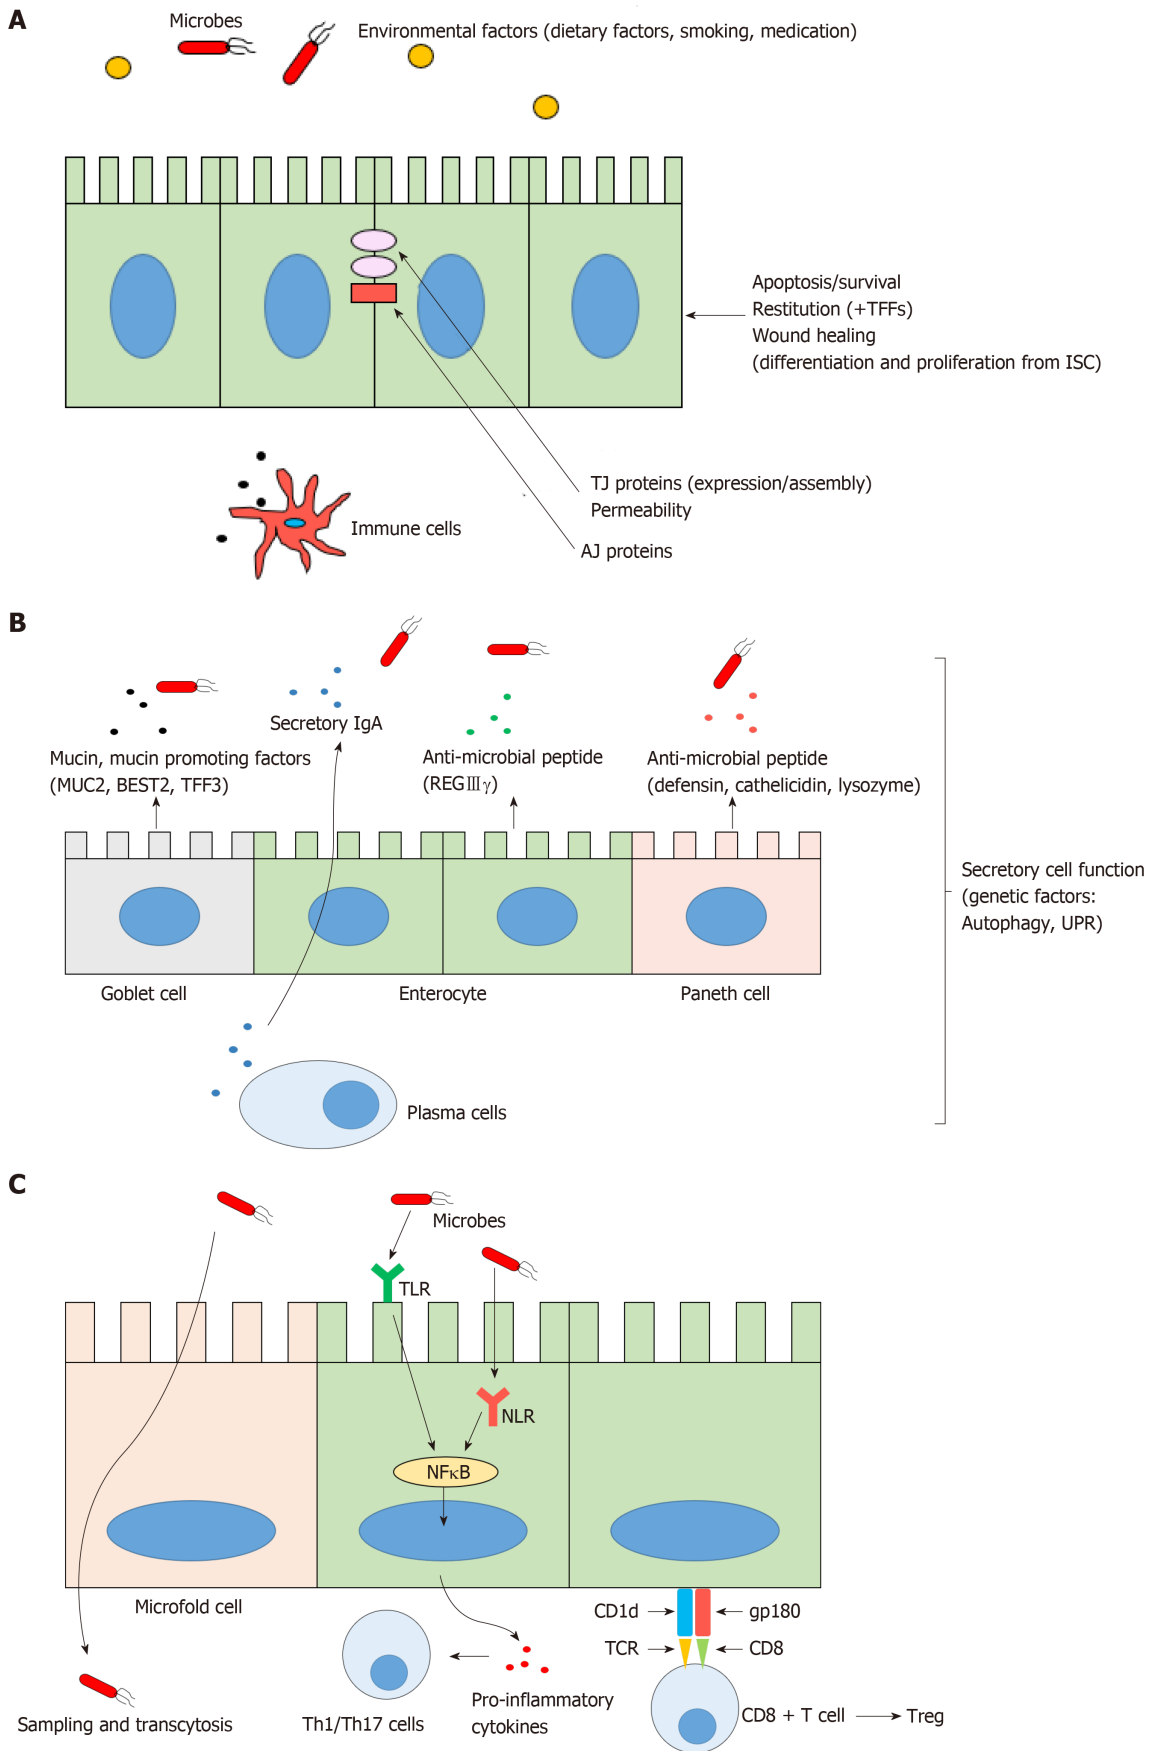 A
Microbes
Environmental factors (dietary factors, smoking, medication)
Apoptosis/survival
Restitution (+TFFs)
Wound healing
(differentiation and proliferation from ISC)
TJ proteins (expression/assembly)
Permeability
Immune cells
AJ proteins
B
Secretory IgA
Mucin, mucin promoting factors
(MUC2, BEST2, TFF3)
Anti-microbial peptide
(REGⅢγ)
Anti-microbial peptide
(defensin, cathelicidin, lysozyme)
Secretory cell function
(genetic factors:
Autophagy, UPR)
Goblet cell
Enterocyte
Paneth cell
Plasma cells
C
Microbes
TLR
NLR
NFκB
Microfold cell
CD1d
gp180
TCR
CD8
Pro-inflammatory
cytokines
Sampling and transcytosis
Th1/Th17 cells
CD8 + T cell
Treg